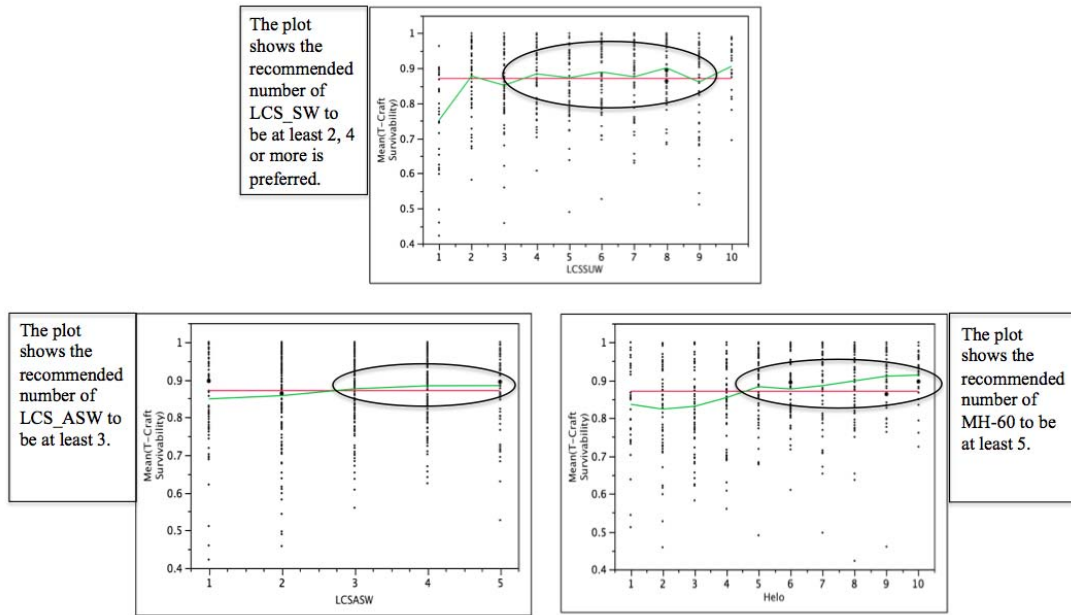 The plot
shows the
recommended
number of
LCS_SW to
be at least 2, 4
or more is
preferred.
Mean(T-Craft
Survivability)
1
0.9
0.8
0.7
0.6
0.5
0.4
1 2 3 4 5 6 7 8 9 10
LCSSUW
The plot
shows the
recommended
number of
LCS_ASW to
be at least 3.
Mean(T-Craft
Survivability)
1
0.9
0.8
0.7
0.6
0.5
0.4
1 2 3 4 5
LCSASW
Mean(T-Craft
Survivability)
1
0.9
0.8
0.7
0.6
0.5
0.4
1 2 3 4 5 6 7 8 9 10
Helo
The plot
shows the
recommended
number of
MH-60 to be
at least 5.